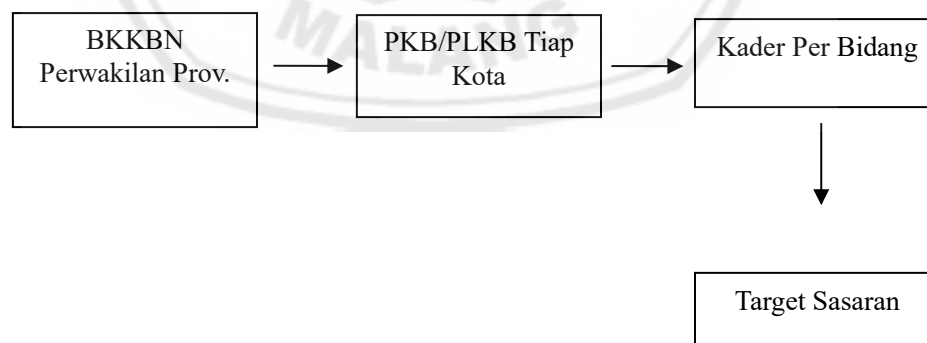 MALANG
BKKBN
Perwakilan Prov.
PKB/PLKB Tiap
Kota
Kader Per Bidang
Target Sasaran